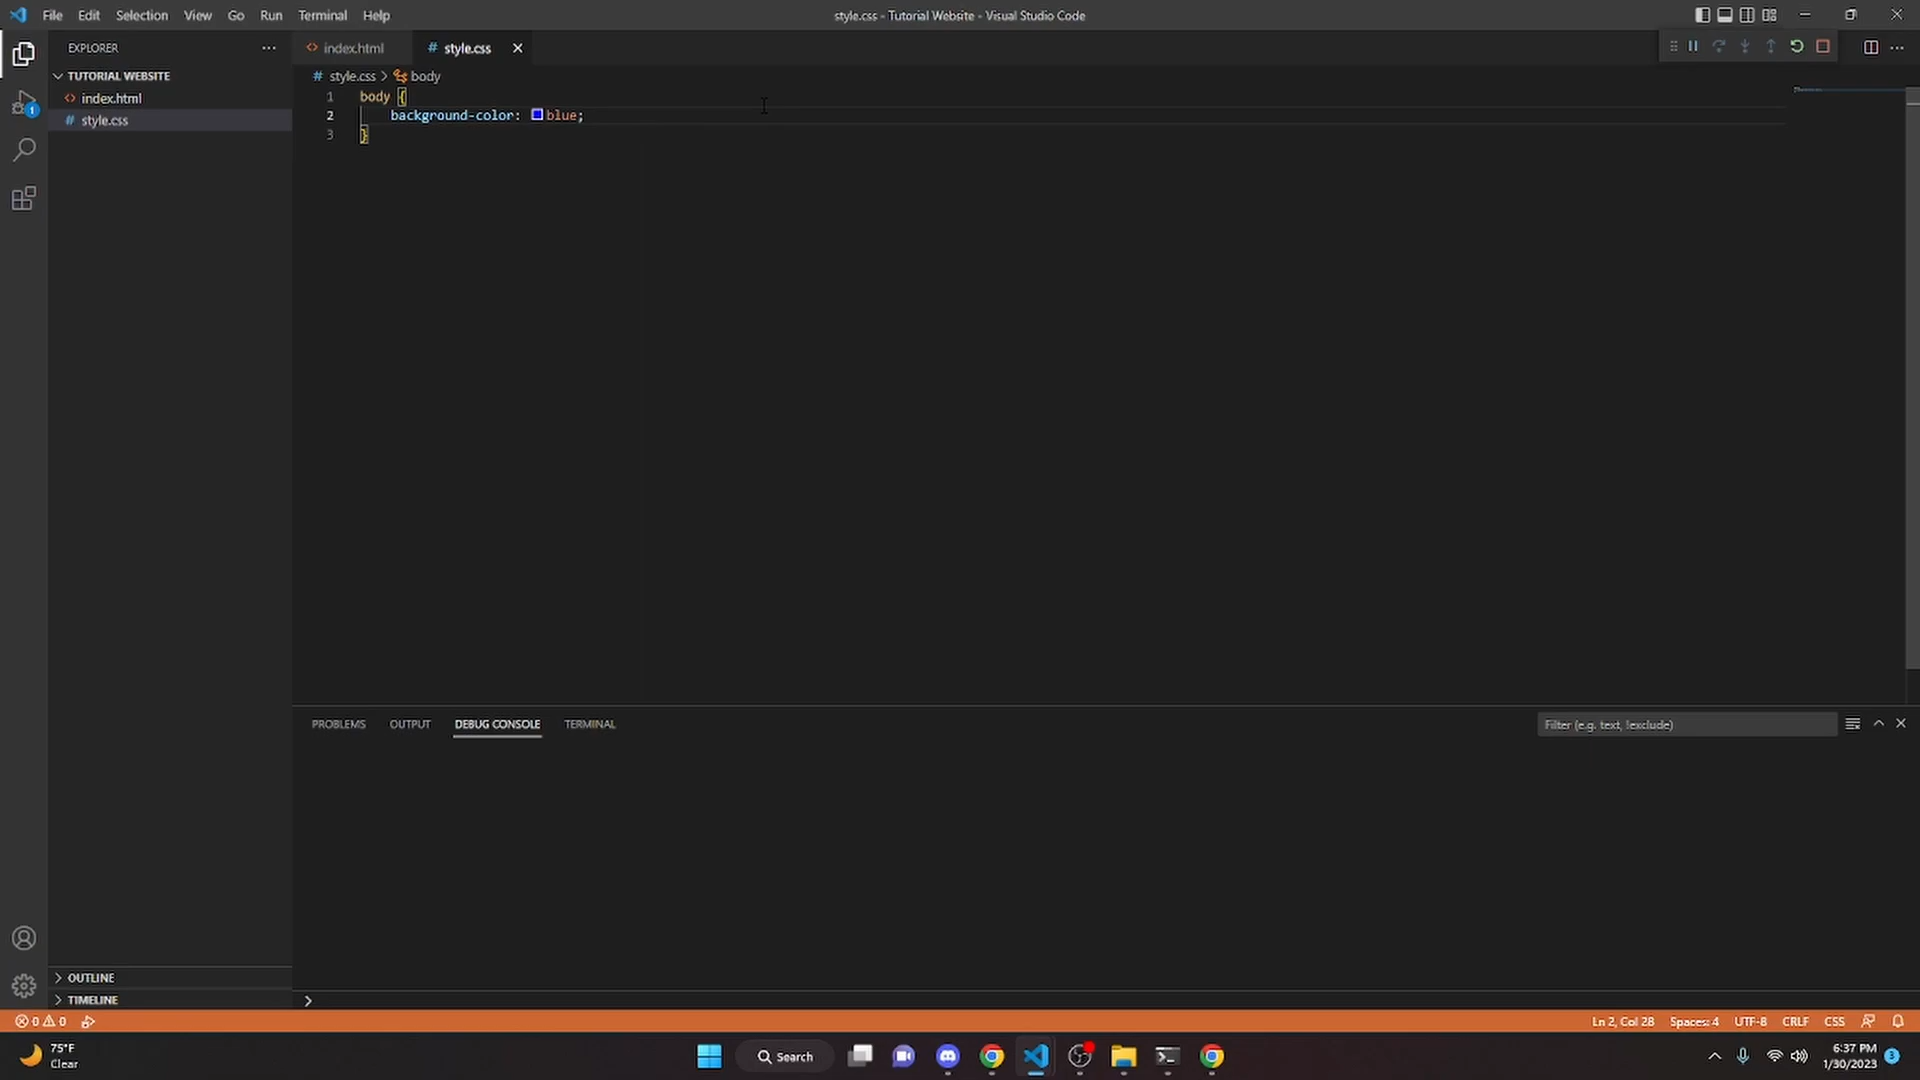 File Edit Selection View Go Run Terminal Help
style.css - Tutorial Website - Visual Studio Code
EXPLORER
TUTORIAL WEBSITE
<> index.html
# style.css
<> index.html
# style.css
# style.css > body
1 body {
2 background-color: blue;
3 }
1
PROBLEMS OUTPUT DEBUG CONSOLE TERMINAL
Filter (e.g. text, !exclude)
OUTLINE
TIMELINE
0 0
Ln 2, Col 28 Spaces: 4 UTF-8 CRLF CSS
75°F
Clear
Search
6:37 PM
1/30/2023
3